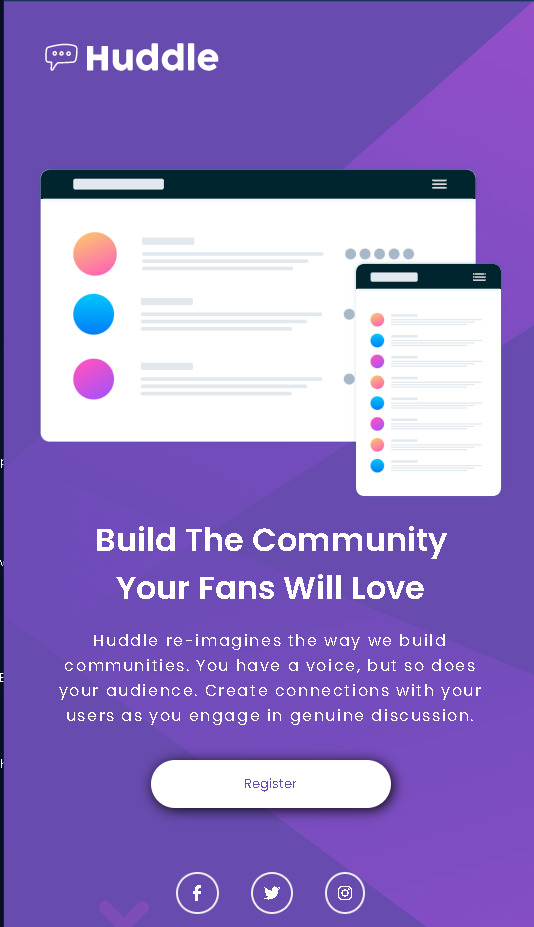 Huddle
Build The Community
Your Fans Will Love
Huddle re-imagines the way we build
communities. You have a voice, but so does
your audience. Create connections with your
users as you engage in genuine discussion.
Register